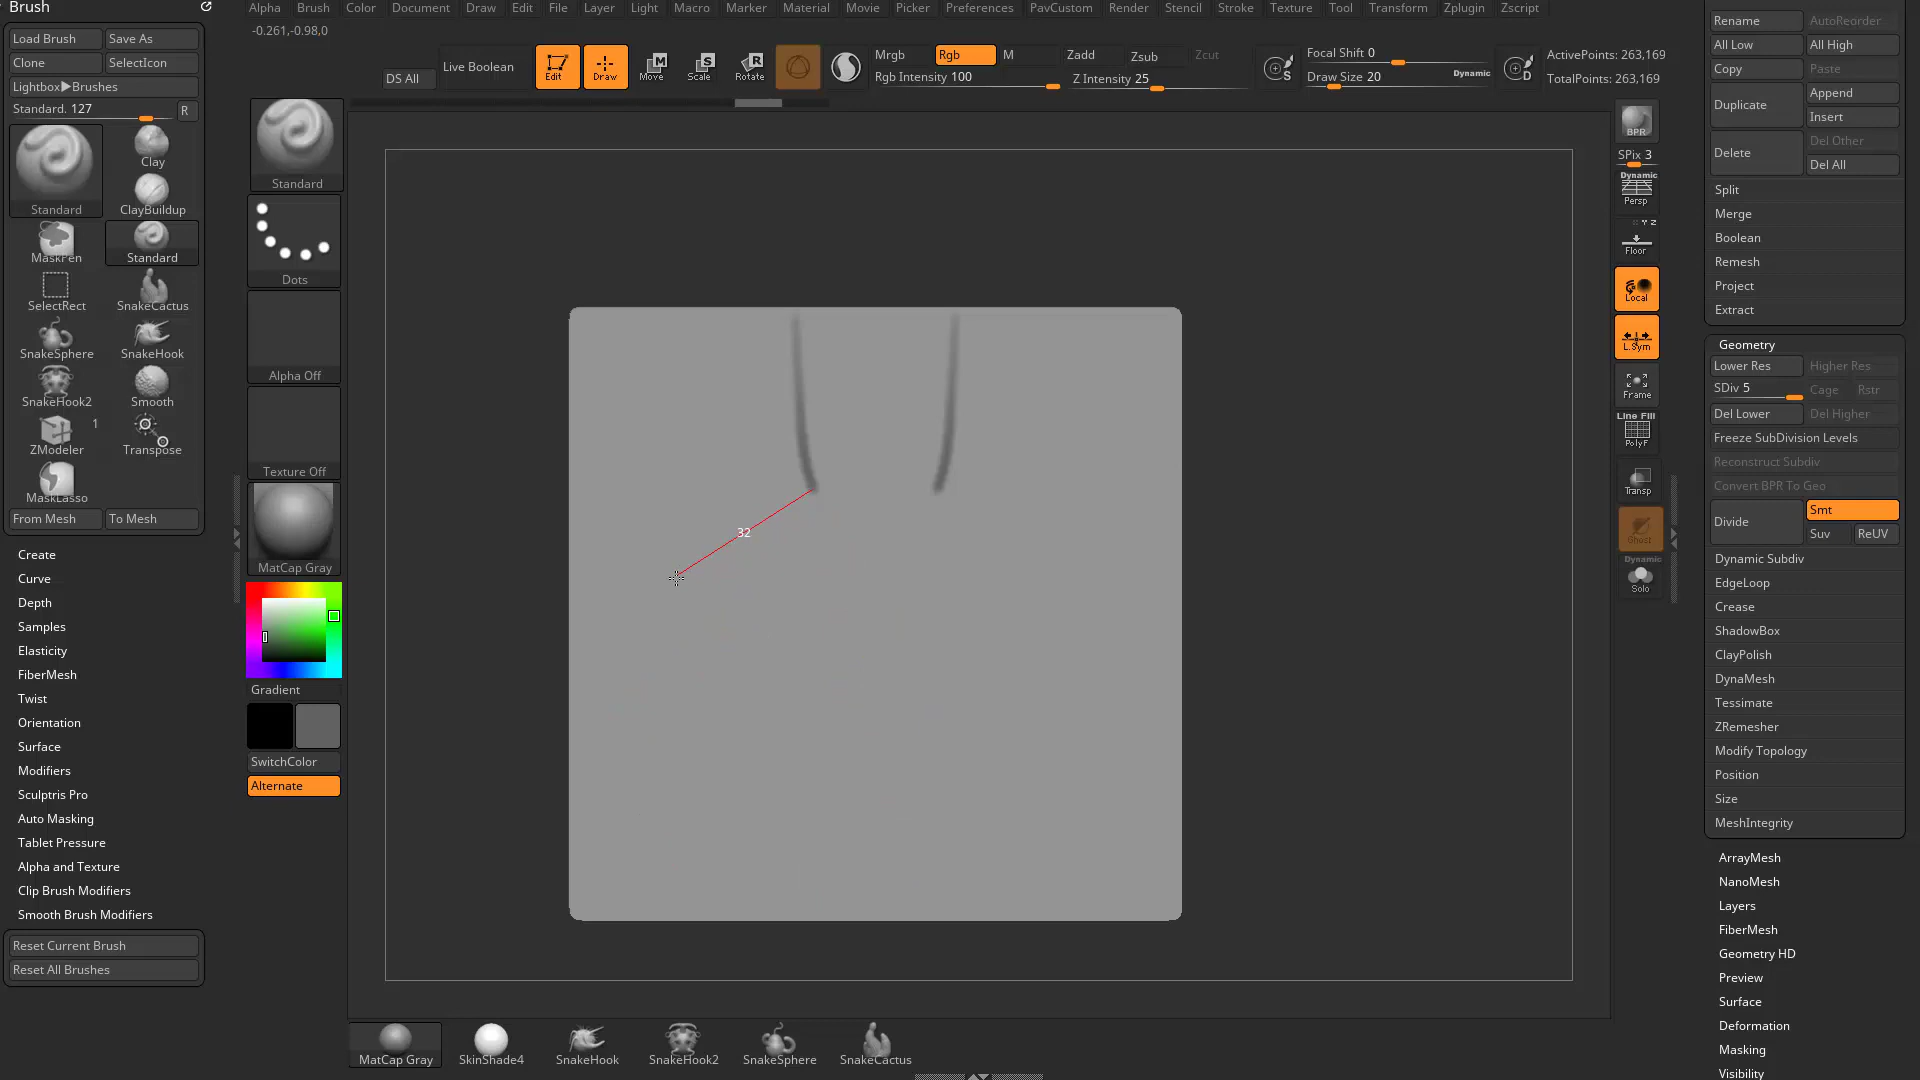 Brush
Load Brush
Save As
Clone
SelectIcon
Lightbox▶Brushes
Standard. 127
R
Standard
Clay
ClayBuildup
MaskPen
Standard
SelectRect
SnakeCactus
SnakeSphere
SnakeHook
SnakeHook2
Smooth
ZModeler
1
Transpose
MaskLasso
From Mesh
To Mesh
Create
Curve
Depth
Samples
Elasticity
FiberMesh
Twist
Orientation
Surface
Modifiers
Sculptris Pro
Auto Masking
Tablet Pressure
Alpha and Texture
Clip Brush Modifiers
Smooth Brush Modifiers
Reset Current Brush
Reset All Brushes
Alpha Brush Color Document Draw Edit File Layer Light Macro Marker Material Movie Picker Preferences PavCustom Render Stencil Stroke Texture Tool Transform Zplugin Zscript
-0.261,-0.98,0
DS All
Live Boolean
Edit
Draw
Move
Scale
Rotate
Mrgb
Rgb
M
Rgb Intensity 100
Zadd
Zsub
Zcut
Z Intensity 25
S
Focal Shift 0
Draw Size 20
Dynamic
D
ActivePoints: 263,169
TotalPoints: 263,169
Standard
Dots
Alpha Off
Texture Off
MatCap Gray
Gradient
SwitchColor
Alternate
32
BPR
SPix 3
Dynamic
Persp
Y Z
Floor
Local
L.Sym
Frame
Line Fill
PolyF
Transp
Ghost
Dynamic
Solo
MatCap Gray
SkinShade4
SnakeHook
SnakeHook2
SnakeSphere
SnakeCactus
Rename
AutoReorder
All Low
All High
Copy
Paste
Duplicate
Append
Insert
Delete
Del Other
Del All
Split
Merge
Boolean
Remesh
Project
Extract
Geometry
Lower Res
Higher Res
SDiv 5
Cage
Rstr
Del Lower
Del Higher
Freeze SubDivision Levels
Reconstruct Subdiv
Convert BPR To Geo
Divide
Smt
Suv
ReUV
Dynamic Subdiv
EdgeLoop
Crease
ShadowBox
ClayPolish
DynaMesh
Tessimate
ZRemesher
Modify Topology
Position
Size
MeshIntegrity
ArrayMesh
NanoMesh
Layers
FiberMesh
Geometry HD
Preview
Surface
Deformation
Masking
Visibility